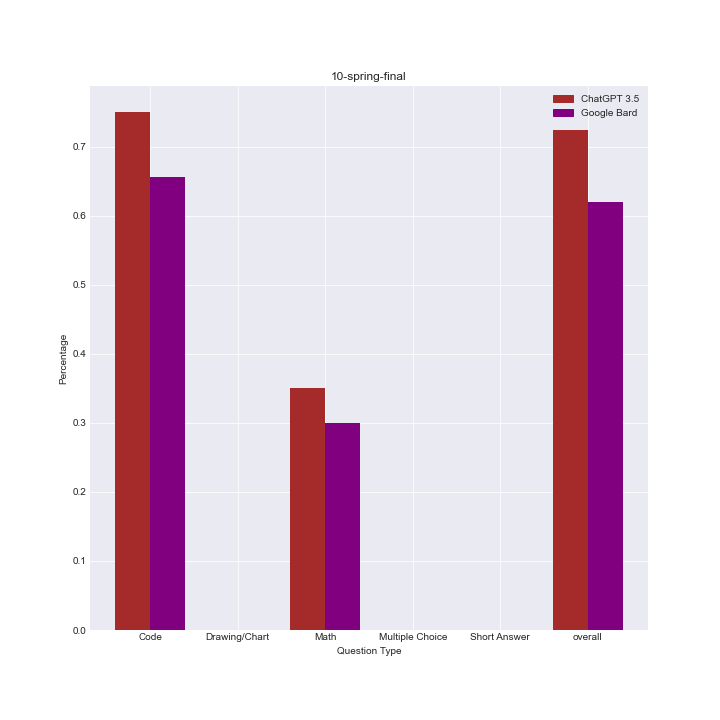 10-spring-final
ChatGPT 3.5
Google Bard
Percentage
0.7
0.6
0.5
0.4
0.3
0.2
0.1
0.0
Code Drawing/Chart Math Multiple Choice Short Answer overall
Question Type